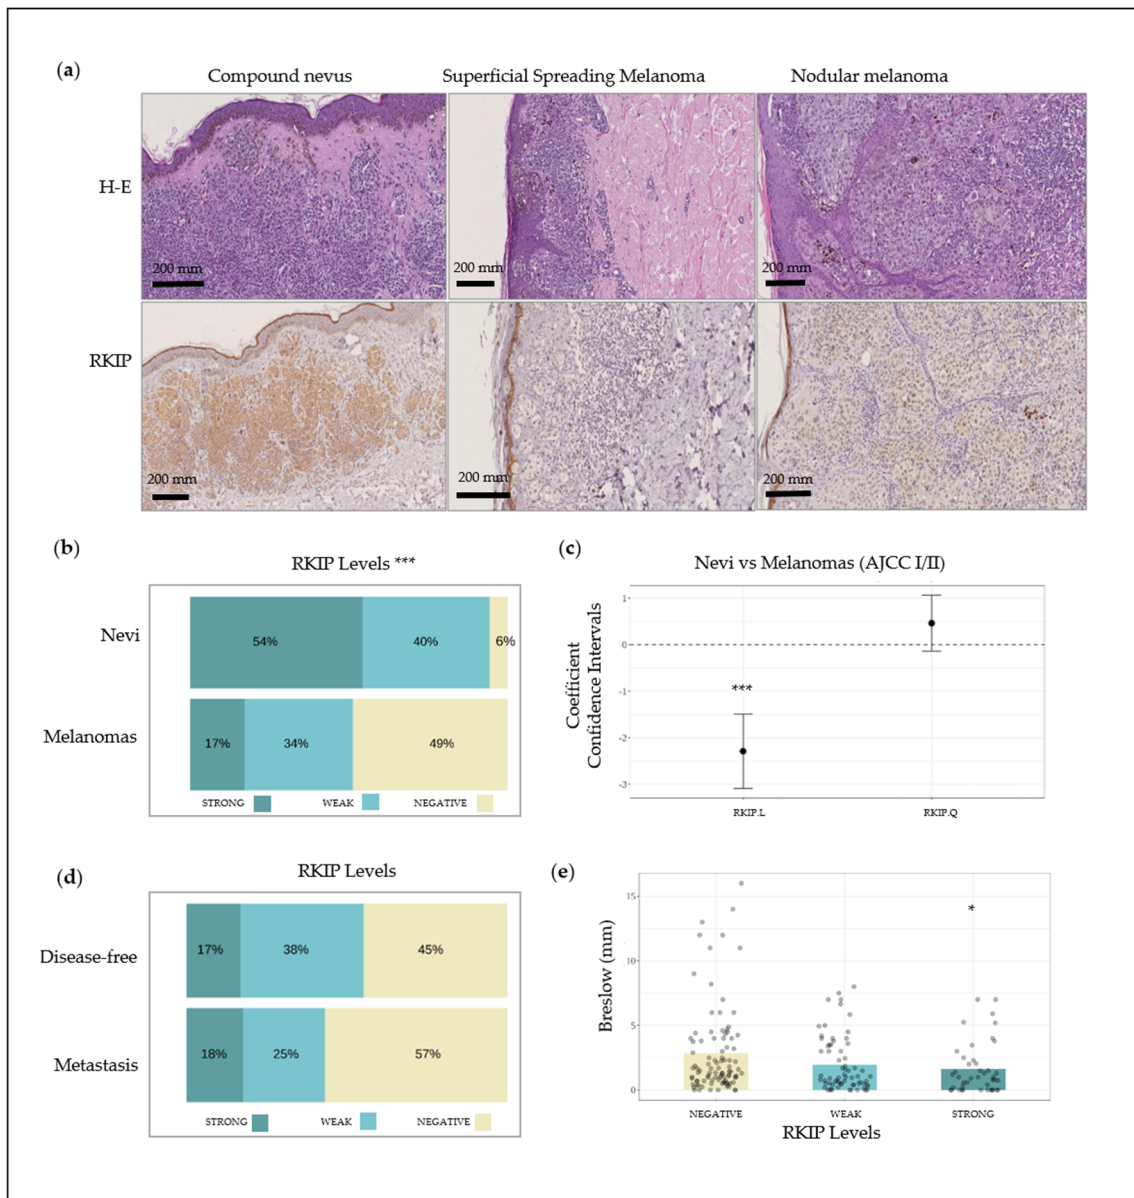 (a)
Compound nevus
Superficial Spreading Melanoma
Nodular melanoma
H-E
200 mm
200 mm
200 mm
RKIP
200 mm
200 mm
200 mm
(b)
RKIP Levels ***
Nevi
54%
40%
6%
Melanomas
17%
34%
49%
STRONG
WEAK
NEGATIVE
(c)
Nevi vs Melanomas (AJCC I/II)
Coefficient
Confidence Intervals
1
0
-1
-2
-3
***
RKIP.L
RKIP.Q
(d)
RKIP Levels
Disease-free
17%
38%
45%
Metastasis
18%
25%
57%
STRONG
WEAK
NEGATIVE
(e)
Breslow (mm)
15
10
5
0
*
NEGATIVE
WEAK
STRONG
RKIP Levels